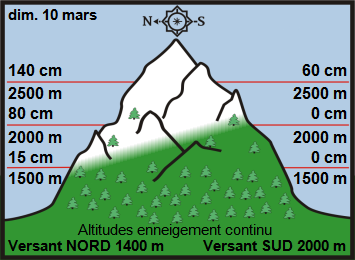 dim. 10 mars
N S
140 cm 60 cm
2500 m 2500 m
80 cm 0 cm
2000 m 2000 m
15 cm 0 cm
1500 m 1500 m
Altitudes enneigement continu
Versant NORD 1400 m Versant SUD 2000 m